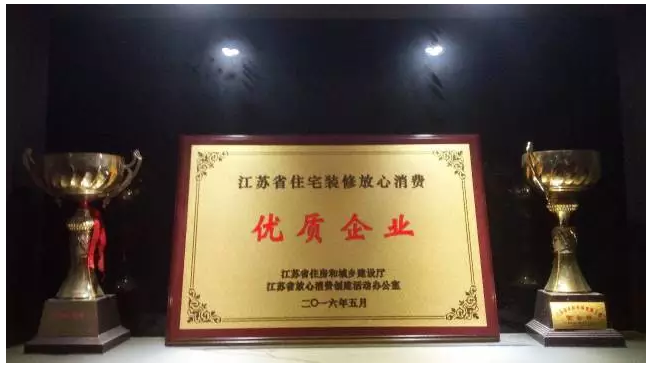 江苏省住宅装修放心消费
优质企业
江苏省住房和城乡建设厅
江苏省放心消费创建活动办公室
二〇一六年五月